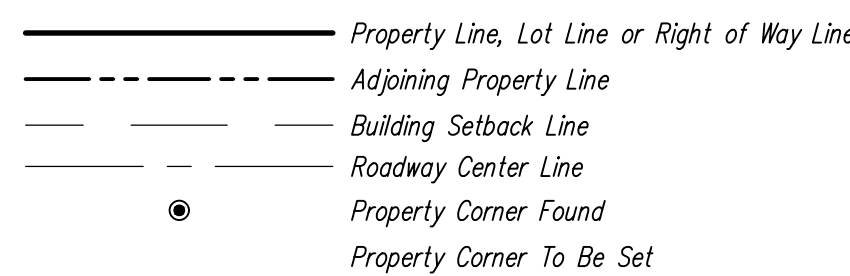 Property Line, Lot Line or Right of Way Line
Adjoining Property Line
Building Setback Line
Roadway Center Line
Property Corner Found
Property Corner To Be Set